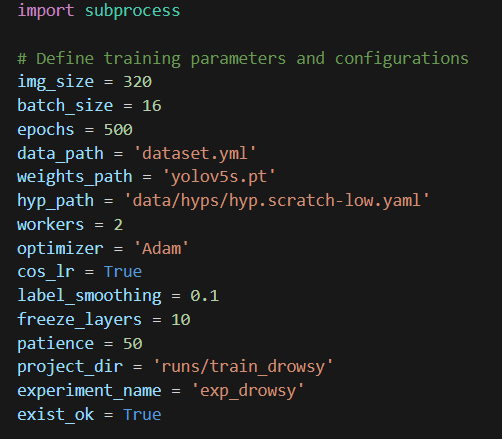 import subprocess
# Define training parameters and configurations
img_size = 320
batch_size = 16
epochs = 500
data_path = 'dataset.yml'
weights_path = 'yolov5s.pt'
hyp_path = 'data/hyps/hyp.scratch-low.yaml'
workers = 2
optimizer = 'Adam'
cos_lr = True
label_smoothing = 0.1
freeze_layers = 10
patience = 50
project_dir = 'runs/train_drowsy'
experiment_name = 'exp_drowsy'
exist_ok = True